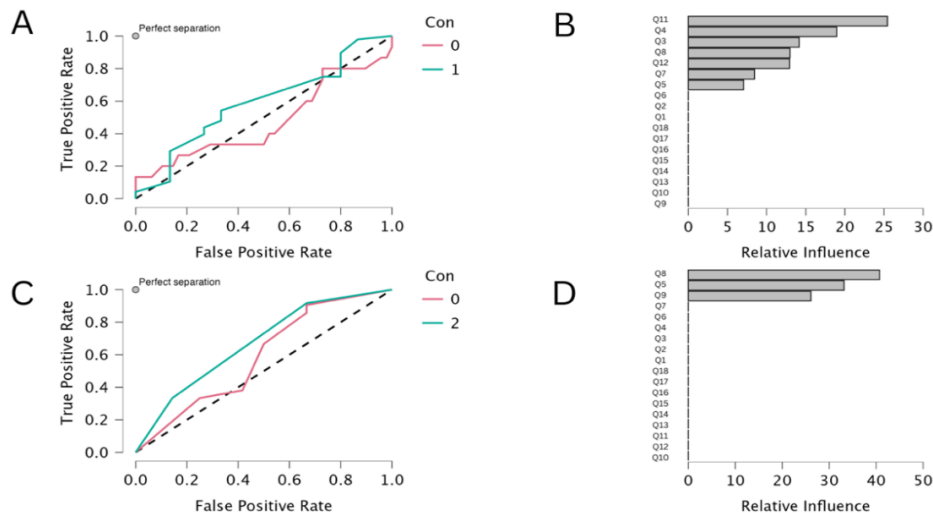 A
Perfect separation
Con
0
1
True Positive Rate
1.0
0.8
0.6
0.4
0.2
0.0
0.0 0.2 0.4 0.6 0.8 1.0
False Positive Rate
B
Q11
Q4
Q3
Q8
Q12
Q7
Q5
Q6
Q2
Q1
Q18
Q17
Q16
Q15
Q14
Q13
Q10
Q9
0 5 10 15 20 25 30
Relative Influence
C
Perfect separation
Con
0
2
True Positive Rate
1.0
0.8
0.6
0.4
0.2
0.0
0.0 0.2 0.4 0.6 0.8 1.0
False Positive Rate
D
Q8
Q5
Q9
Q7
Q6
Q4
Q3
Q2
Q1
Q18
Q17
Q16
Q15
Q14
Q13
Q11
Q12
Q10
0 10 20 30 40 50
Relative Influence